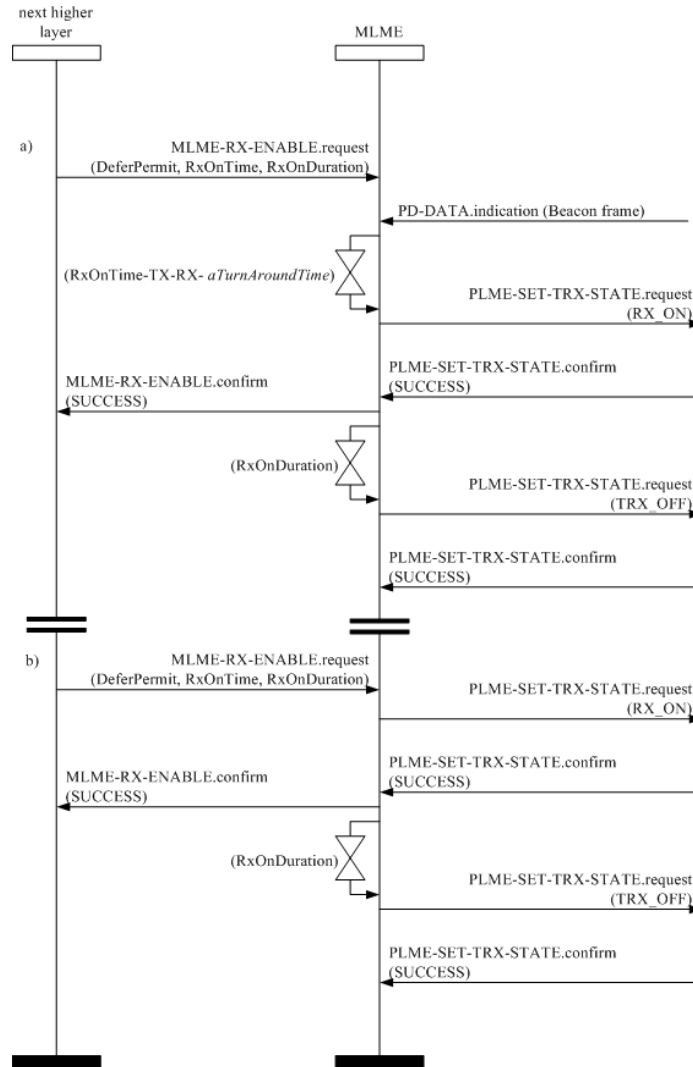 next higher
layer
MLME
a)
MLME-RX-ENABLE.request
(DeferPermit, RxOnTime, RxOnDuration)
PD-DATA.indication (Beacon frame)
(RxOnTime-TX-RX- aTurnAroundTime)
PLME-SET-TRX-STATE.request
(RX_ON)
MLME-RX-ENABLE.confirm
(SUCCESS)
PLME-SET-TRX-STATE.confirm
(SUCCESS)
(RxOnDuration)
PLME-SET-TRX-STATE.request
(TRX_OFF)
PLME-SET-TRX-STATE.confirm
(SUCCESS)
b)
MLME-RX-ENABLE.request
(DeferPermit, RxOnTime, RxOnDuration)
PLME-SET-TRX-STATE.request
(RX_ON)
MLME-RX-ENABLE.confirm
(SUCCESS)
PLME-SET-TRX-STATE.confirm
(SUCCESS)
(RxOnDuration)
PLME-SET-TRX-STATE.request
(TRX_OFF)
PLME-SET-TRX-STATE.confirm
(SUCCESS)